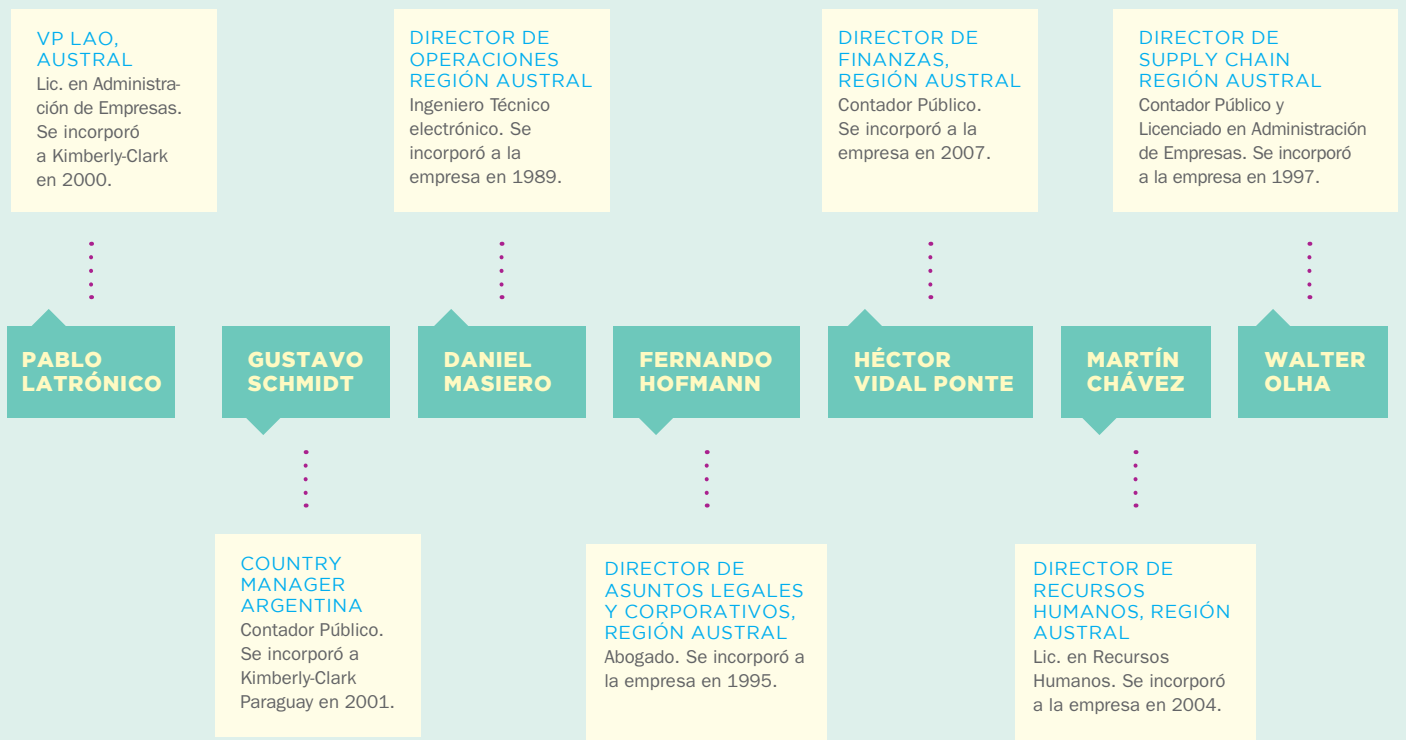 VP LAO,
AUSTRAL
Lic. en Administra-
ción de Empresas.
Se incorporó
a Kimberly-Clark
en 2000.
DIRECTOR DE
OPERACIONES
REGIÓN AUSTRAL
Ingeniero Técnico
electrónico. Se
incorporó a la
empresa en 1989.
DIRECTOR DE
FINANZAS,
REGIÓN AUSTRAL
Contador Público.
Se incorporó a la
empresa en 2007.
DIRECTOR DE
SUPPLY CHAIN
REGIÓN AUSTRAL
Contador Público y
Licenciado en Administración
de Empresas. Se incorporó
a la empresa en 1997.
PABLO
LATRÓNICO
GUSTAVO
SCHMIDT
DANIEL
MASIERO
FERNANDO
HOFMANN
HÉCTOR
VIDAL PONTE
MARTÍN
CHÁVEZ
WALTER
OLHA
COUNTRY
MANAGER
ARGENTINA
Contador Público.
Se incorporó a
Kimberly-Clark
Paraguay en 2001.
DIRECTOR DE
ASUNTOS LEGALES
Y CORPORATIVOS,
REGIÓN AUSTRAL
Abogado. Se incorporó a
la empresa en 1995.
DIRECTOR DE
RECURSOS
HUMANOS, REGIÓN
AUSTRAL
Lic. en Recursos
Humanos. Se incorporó
a la empresa en 2004.